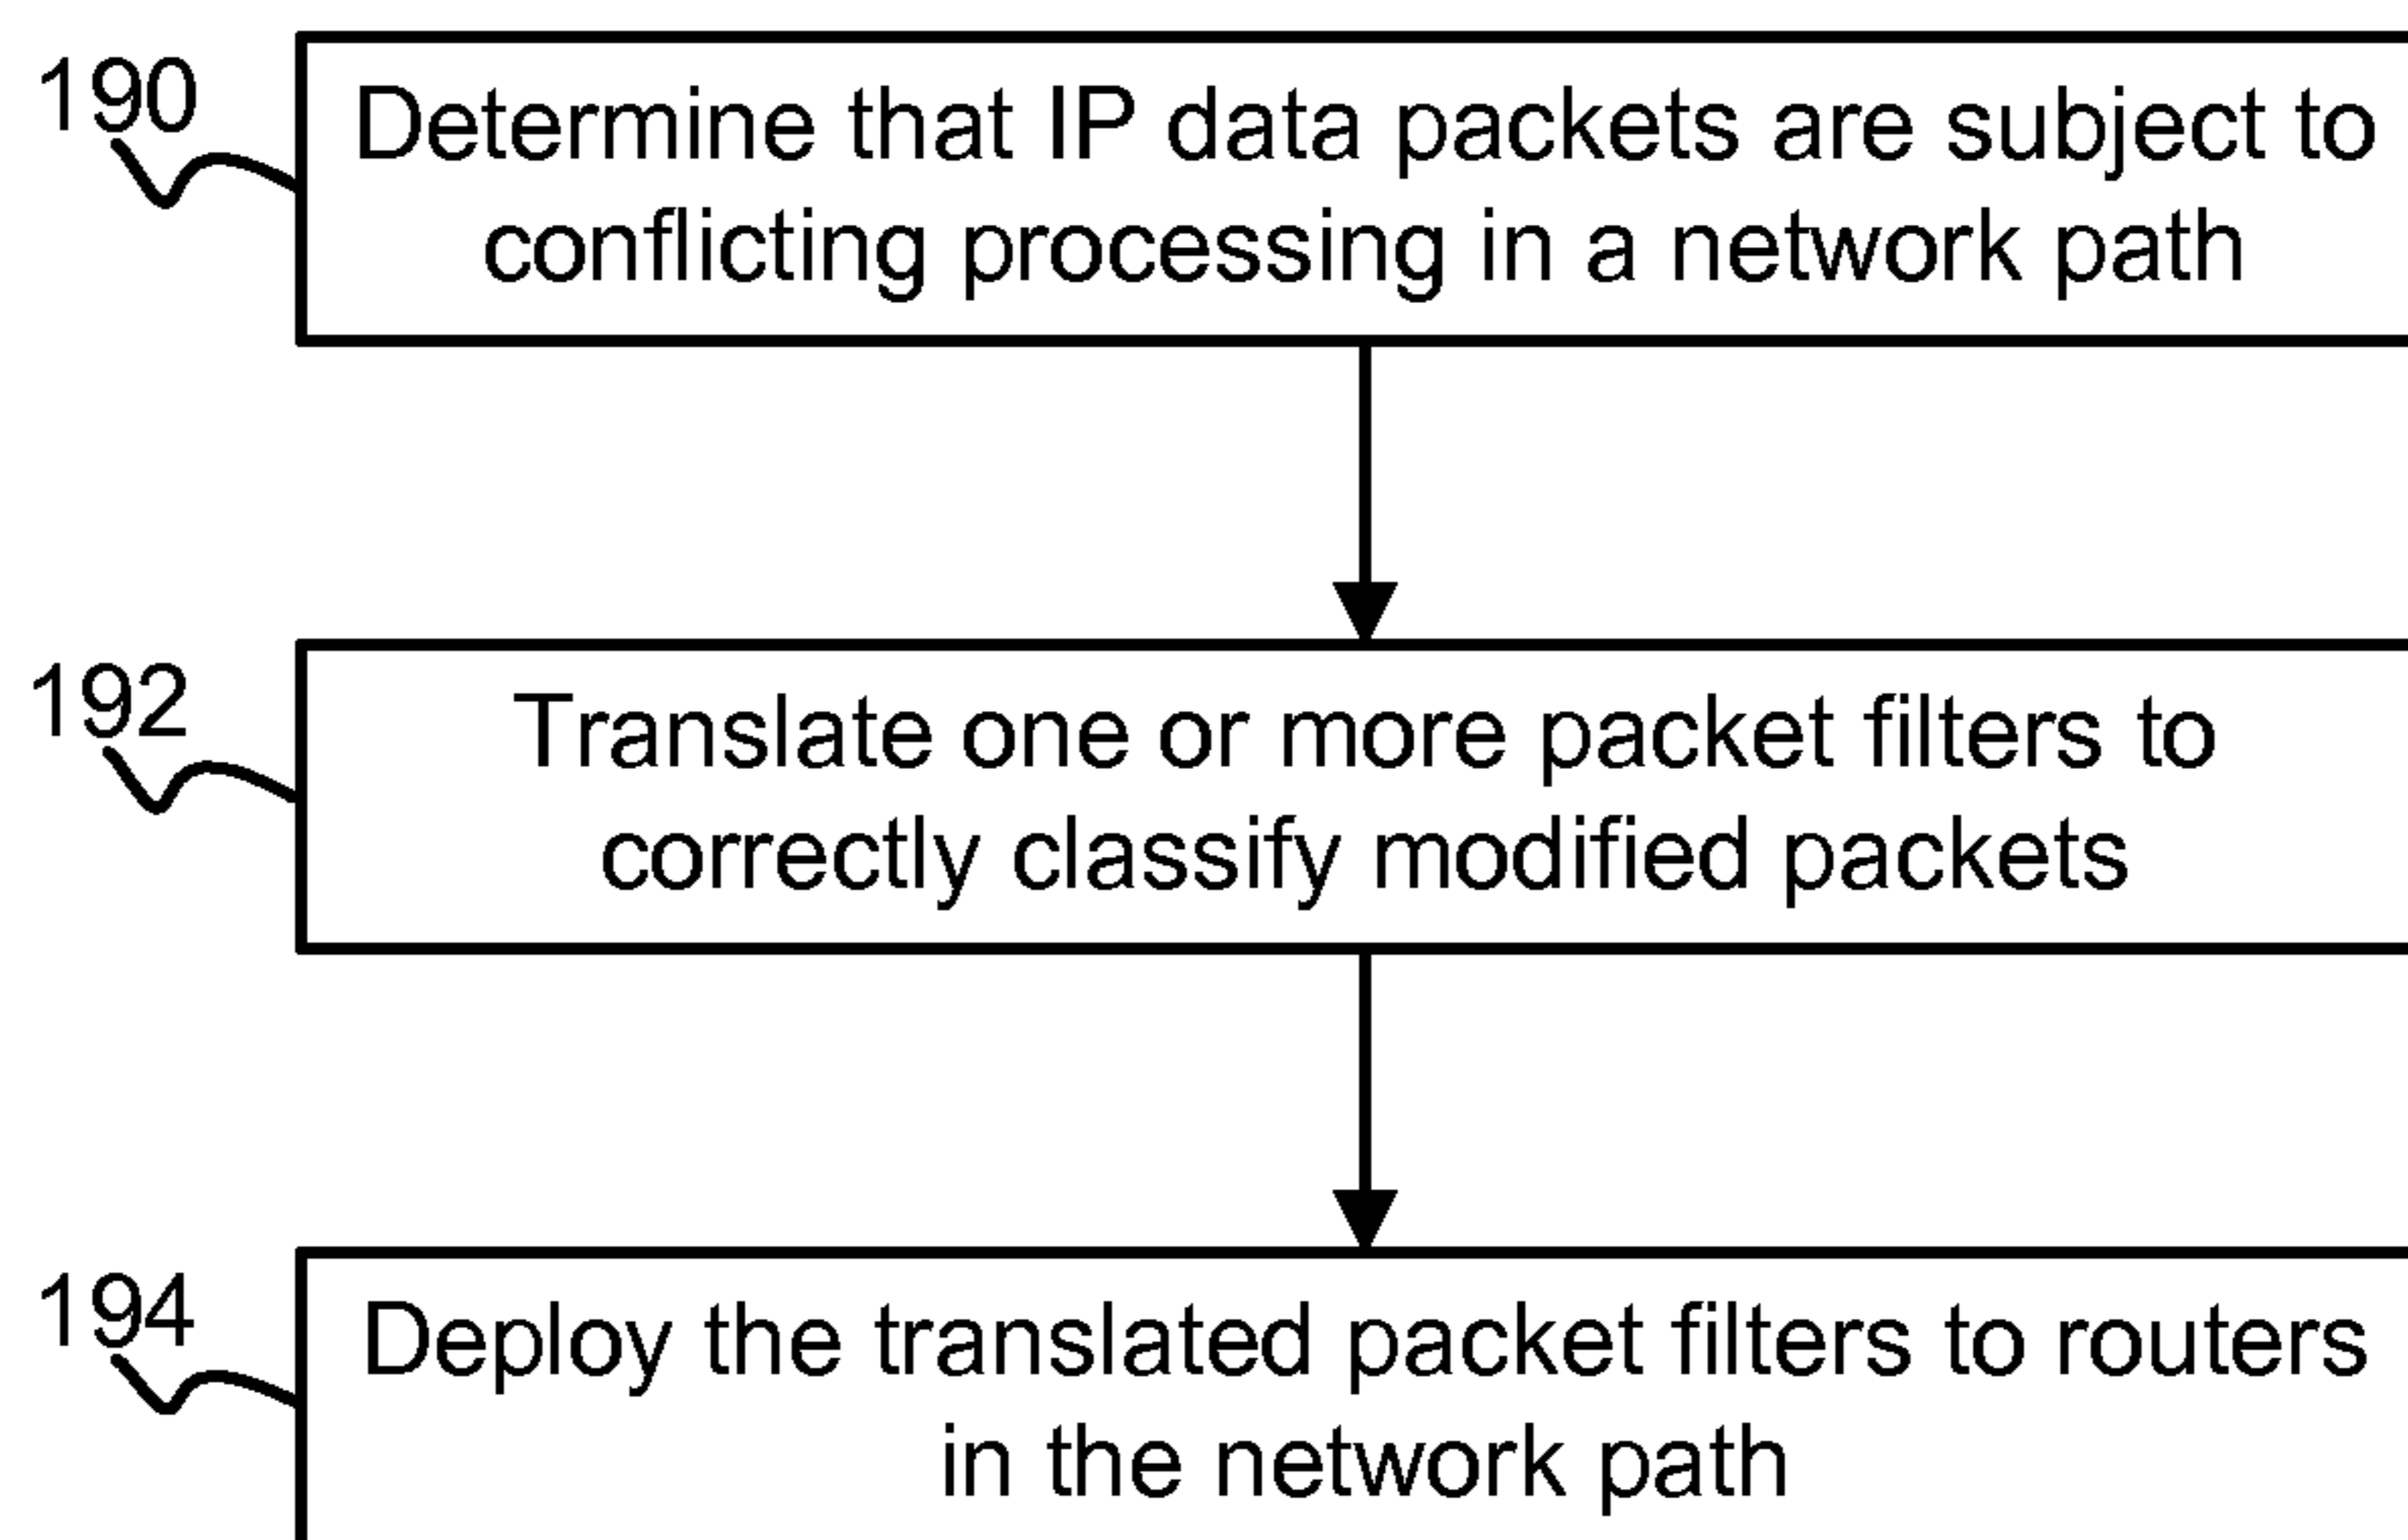 190
Determine that IP data packets are subject to
conflicting processing in a network path
192
Translate one or more packet filters to
correctly classify modified packets
194
Deploy the translated packet filters to routers
in the network path